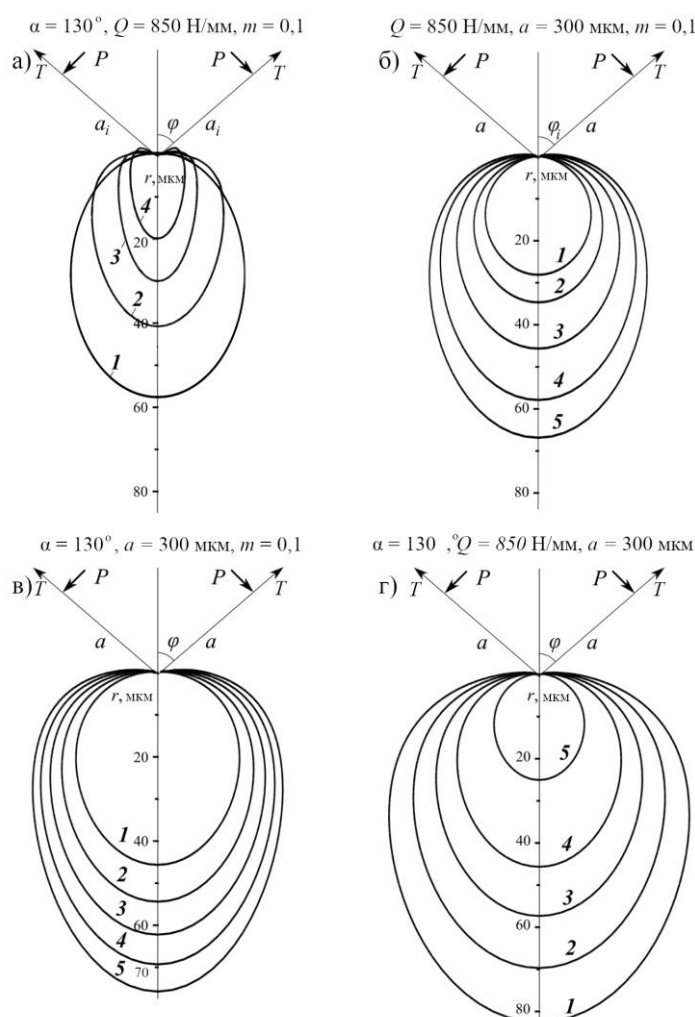 α = 130°, Q = 850 Н/мм, m = 0,1
а)
T P P T
a_i φ a_i
r, мкм
4
20
3
2
40
1
60
80
Q = 850 Н/мм, a = 300 мкм, m = 0,1
б)
T P P T
a φ_i a
r, мкм
20
1
2
3
40
4
60 5
80
α = 130°, a = 300 мкм, m = 0,1
в) T P P T
a φ a
r, мкм
20
1
40
2
3
60
4
5 70
α = 130 ,°Q = 850 Н/мм, a = 300 мкм
г)
T P P T
a φ a
r, мкм
5
20
4
40
3
60
2
80 1